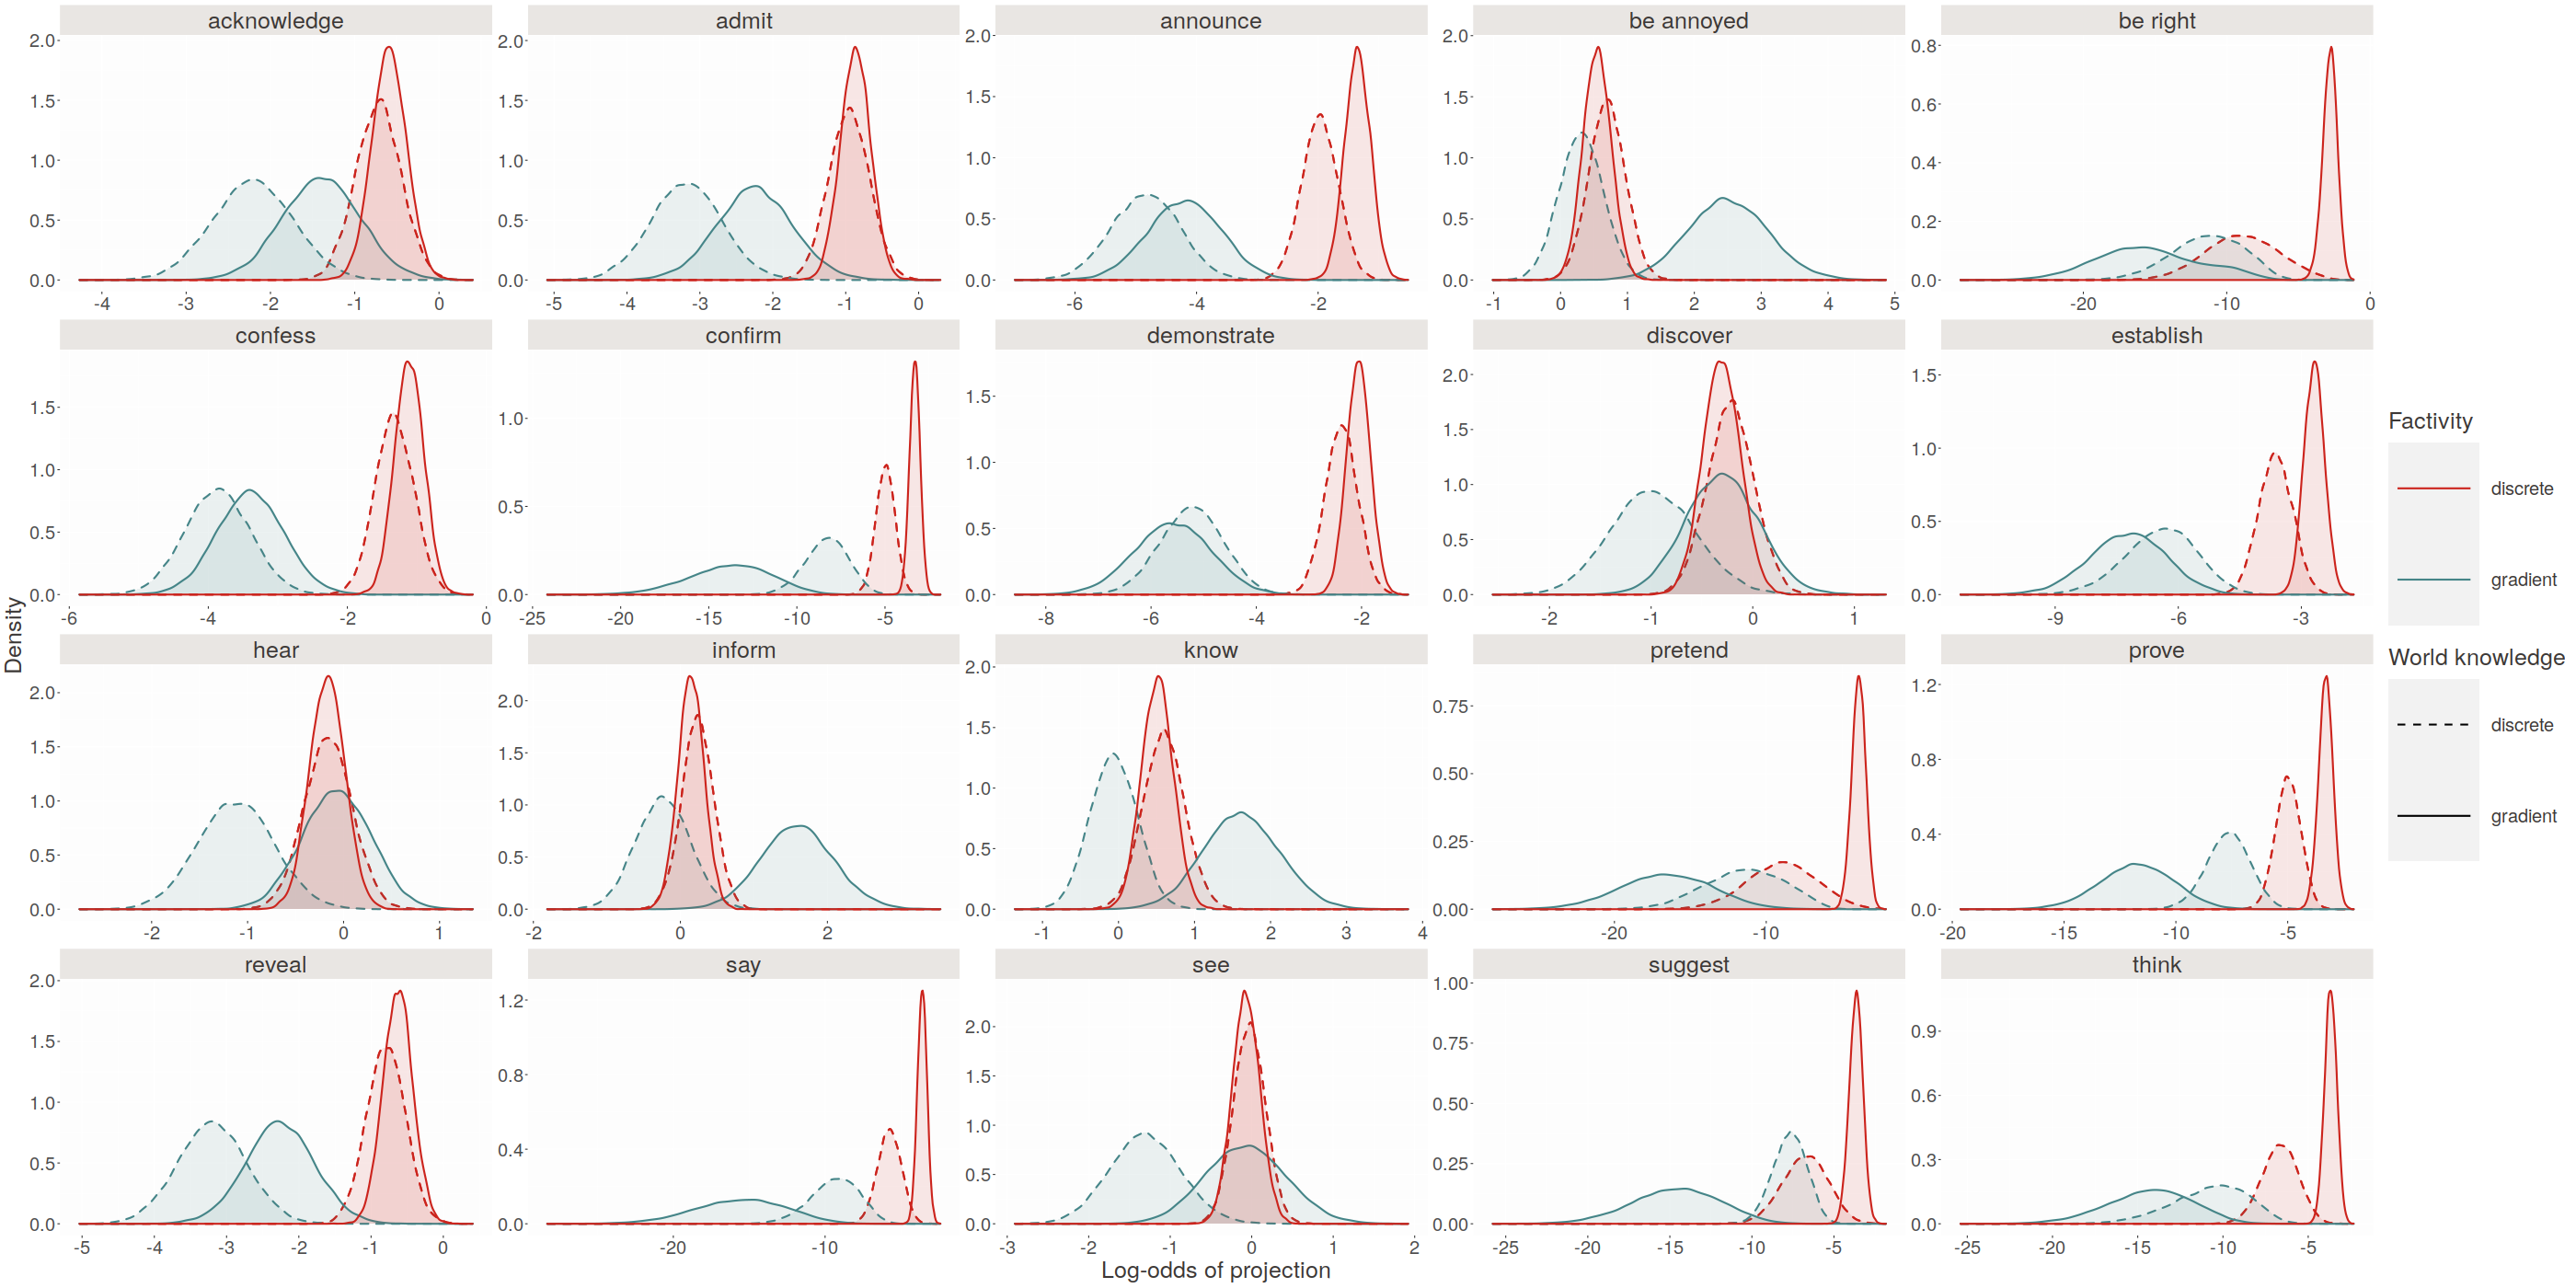 acknowledge admit announce be annoyed be right
2.0 2.0 2.0 2.0 0.8
1.5 1.5 1.5 1.5 0.6
1.0 1.0 1.0 1.0 0.4
0.5 0.5 0.5 0.5 0.2
0.0 0.0 0.0 0.0 0.0
-4 -3 -2 -1 0 -5 -4 -3 -2 -1 0 -6 -4 -2 -1 0 1 2 3 4 5 -20 -10 0
confess confirm demonstrate discover establish
1.5 1.0 1.5 2.0 1.5
1.0 0.5 1.0 1.5 1.0
0.5 0.0 0.5 1.0 0.5
0.0 0.0 0.5 0.0
0.0
-6 -4 -2 0 -25 -20 -15 -10 -5 -8 -6 -4 -2 -2 -1 0 1 -9 -6 -3
hear inform know pretend prove
2.0 2.0 2.0 0.75 1.2
1.5 1.5 1.5 0.50 0.8
1.0 1.0 1.0 0.25 0.4
0.5 0.5 0.5 0.00 0.0
0.0 0.0 0.0
-2 -1 0 1 -2 0 2 -1 0 1 2 3 4 -20 -10 -20 -15 -10 -5
reveal say see suggest think
2.0 1.2 2.0 1.00 0.9
1.5 0.8 1.5 0.75 0.6
1.0 0.4 1.0 0.50 0.3
0.5 0.0 0.5 0.25 0.0
0.0 0.0 0.00
-5 -4 -3 -2 -1 0 -20 -10 -3 -2 -1 0 1 2 -25 -20 -15 -10 -5 -25 -20 -15 -10 -5
Density
Log-odds of projection
Factivity
discrete
gradient
World knowledge
discrete
gradient